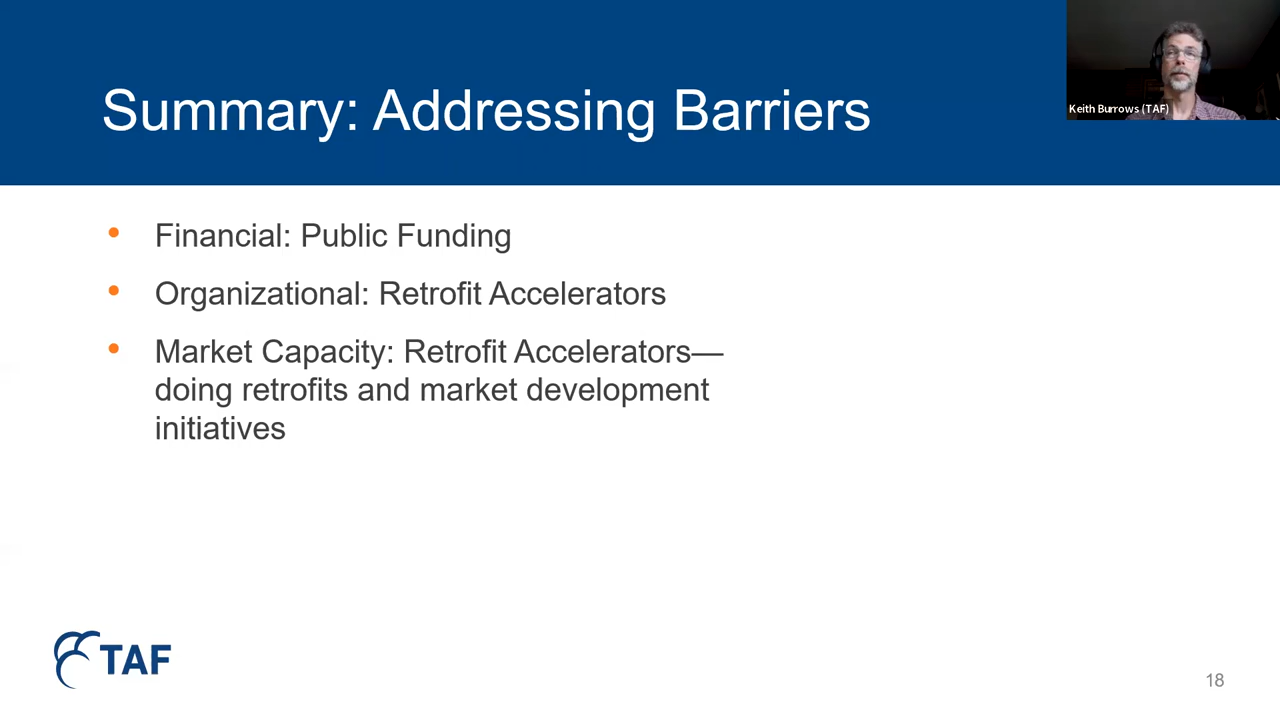 Summary: Addressing Barriers
Keith Burrows (TAF)
• Financial: Public Funding
• Organizational: Retrofit Accelerators
• Market Capacity: Retrofit Accelerators—
doing retrofits and market development
initiatives
TAF
18